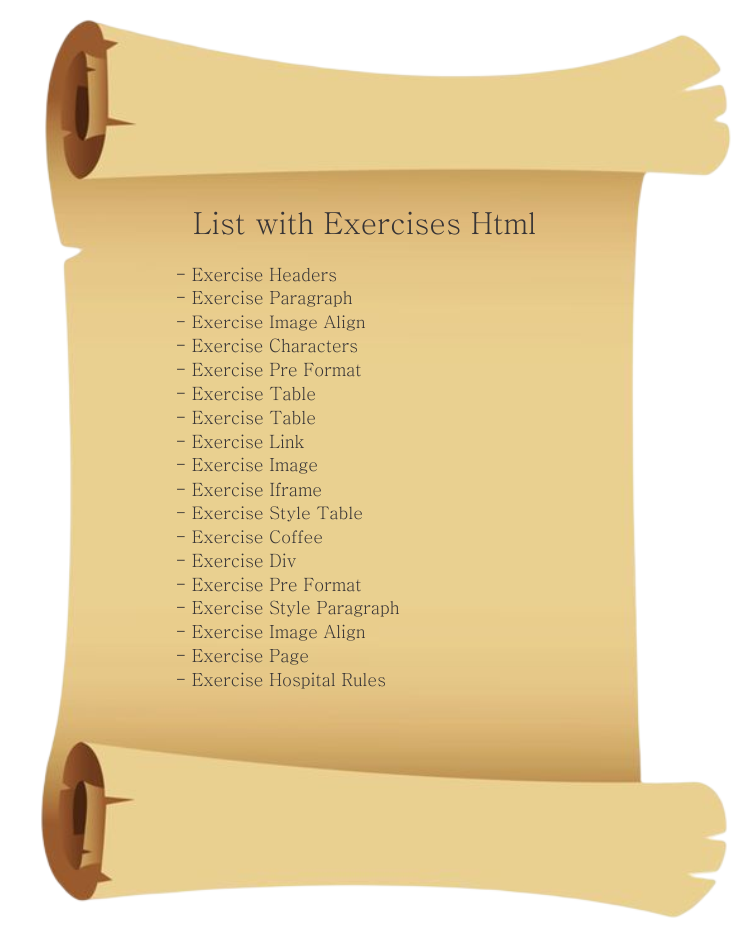 List with Exercises Html
- Exercise Headers
- Exercise Paragraph
- Exercise Image Align
- Exercise Characters
- Exercise Pre Format
- Exercise Table
- Exercise Table
- Exercise Link
- Exercise Image
- Exercise Iframe
- Exercise Style Table
- Exercise Coffee
- Exercise Div
- Exercise Pre Format
- Exercise Style Paragraph
- Exercise Image Align
- Exercise Page
- Exercise Hospital Rules